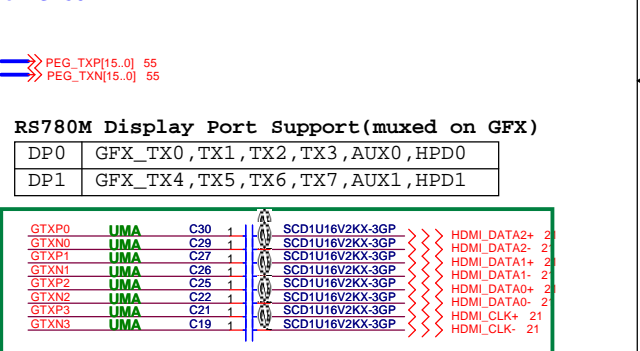 PEG_TXP[15..0] 55
PEG_TXN[15..0] 55
RS780M Display Port Support(muxed on GFX)
DP0 GFX_TX0,TX1,TX2,TX3,AUX0,HPD0
DP1 GFX_TX4,TX5,TX6,TX7,AUX1,HPD1
GTXP0 UMA C30 1 SCD1U16V2KX-3GP HDMI_DATA2+ 21
GTXN0 UMA C29 1 SCD1U16V2KX-3GP HDMI_DATA2- 21
GTXP1 UMA C27 1 SCD1U16V2KX-3GP HDMI_DATA1+ 21
GTXN1 UMA C26 1 SCD1U16V2KX-3GP HDMI_DATA1- 21
GTXP2 UMA C25 1 SCD1U16V2KX-3GP HDMI_DATA0+ 21
GTXN2 UMA C22 1 SCD1U16V2KX-3GP HDMI_DATA0- 21
GTXP3 UMA C21 1 SCD1U16V2KX-3GP HDMI_CLK+ 21
GTXN3 UMA C19 1 SCD1U16V2KX-3GP HDMI_CLK- 21